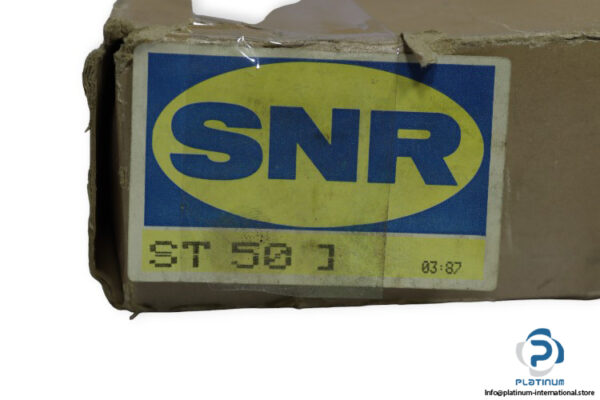 SNR
ST 50 J 03:87
PLATINUM
Info@platinum-international.store